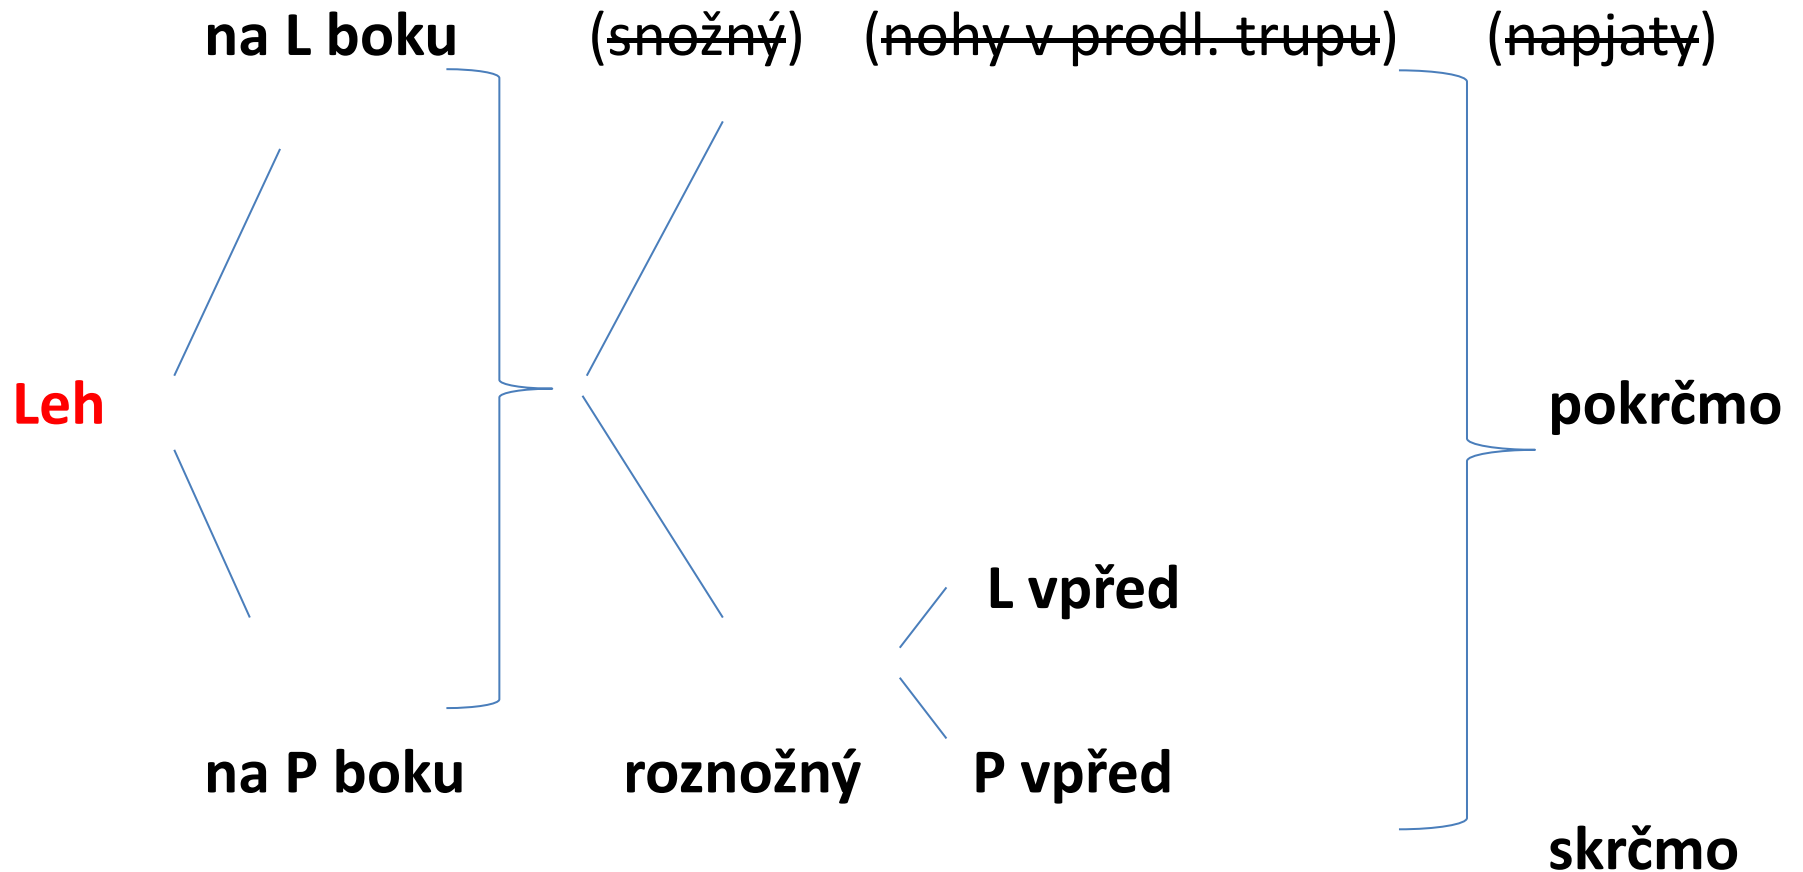 na L boku (snožný) (nohy v prodl. trupu) (napjaty)
Leh pokrčmo
L vpřed
na P boku roznožný P vpřed
skrčmo